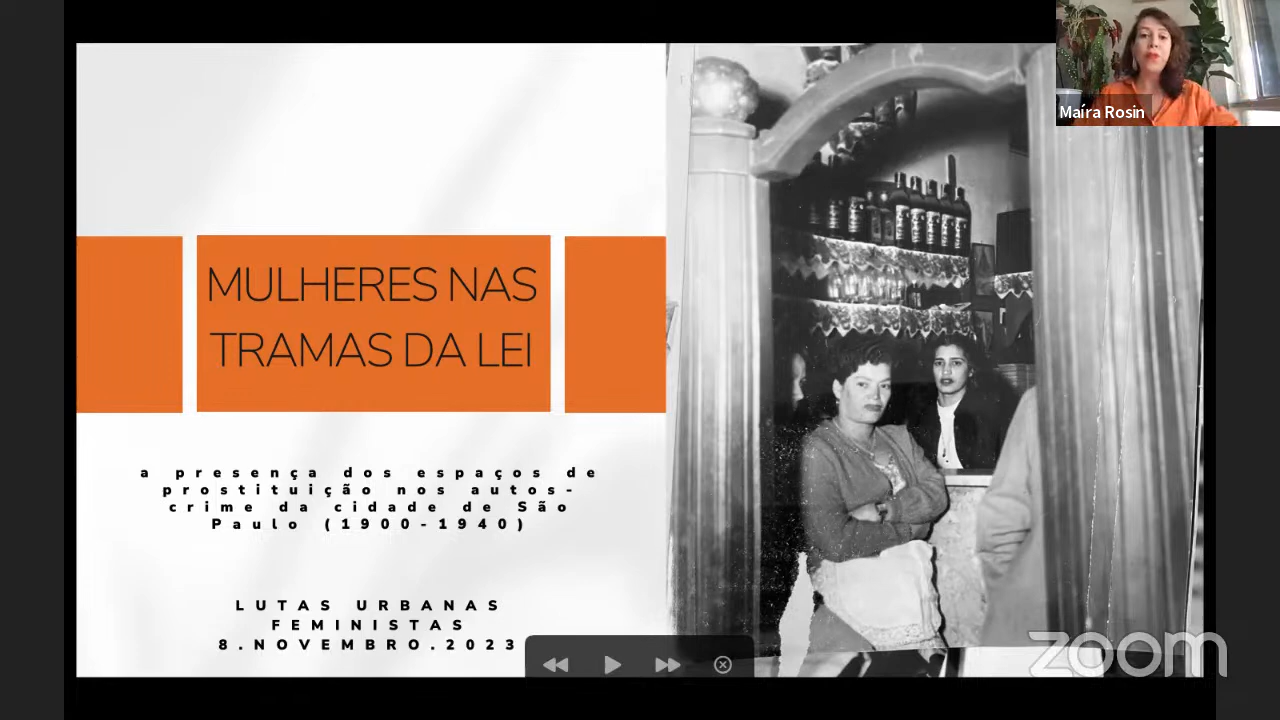 Maíra Rosin
MULHERES NAS
TRAMAS DA LEI
a presença dos espaços de
prostituição nos autos-
crime da cidade de São
Paulo (1900-1940)
LUTAS URBANAS
FEMINISTAS
8.NOVEMBRO.2023
zoom